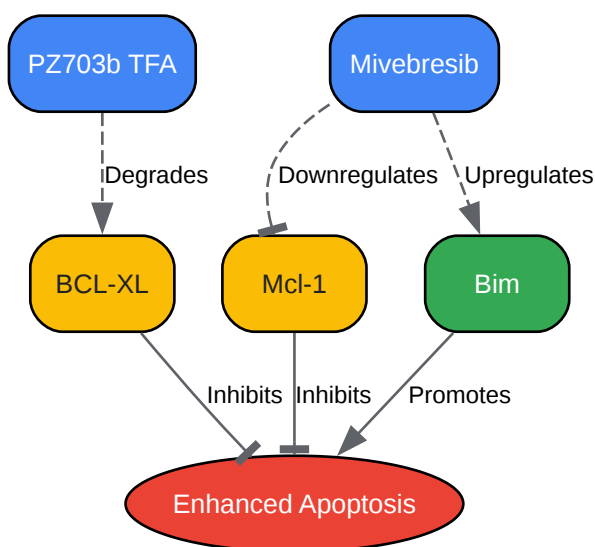 PZ703b TFA
Mivebresib
Degrades
Downregulates
Upregulates
BCL-XL
Mcl-1
Bim
Inhibits
Inhibits
Promotes
Enhanced Apoptosis